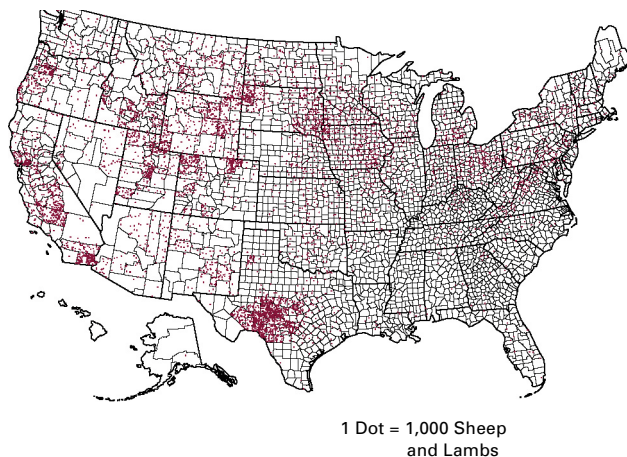 1 Dot = 1,000 Sheep
and Lambs